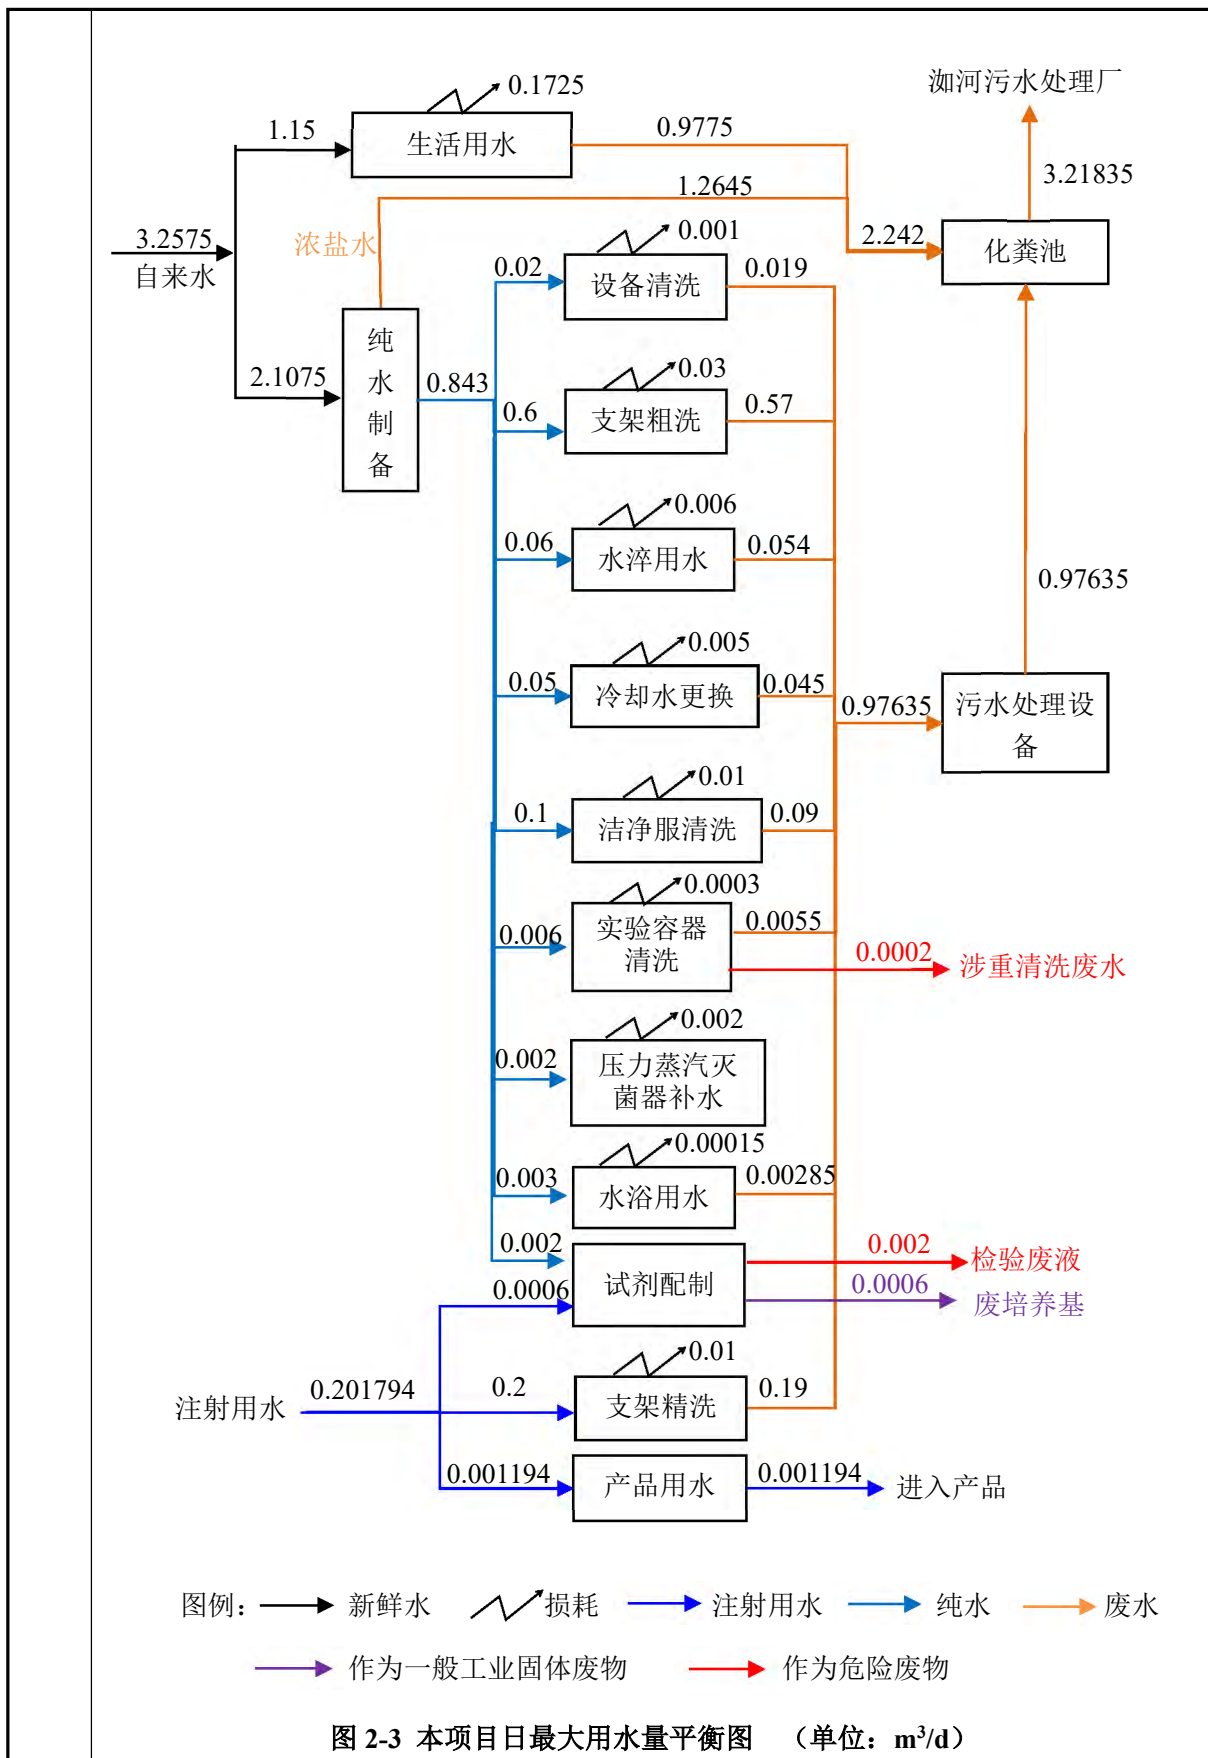 洳河污水处理厂
0.1725
1.15
生活用水
0.9775
3.21835
1.2645
3.2575
自来水
浓盐水
0.001
0.02
设备清洗
0.019
2.242
化粪池
纯水制备
2.1075
0.843
0.03
0.6
支架粗洗
0.57
0.006
0.06
水淬用水
0.054
0.97635
0.005
0.05
冷却水更换
0.045
0.97635
污水处理设
备
0.01
0.1
洁净服清洗
0.09
0.0003
0.006
实验容器
清洗
0.0055
0.0002
涉重清洗废水
0.002
0.002
压力蒸汽灭
菌器补水
0.00015
0.003
水浴用水
0.00285
0.002
0.0006
试剂配制
0.002
检验废液
0.0006
废培养基
0.01
注射用水
0.201794
0.2
支架精洗
0.19
0.001194
产品用水
0.001194
进入产品
图例：
新鲜水
损耗
注射用水
纯水
废水
作为一般工业固体废物
作为危险废物
图 2-3 本项目日最大用水量平衡图 （单位：m³/d）